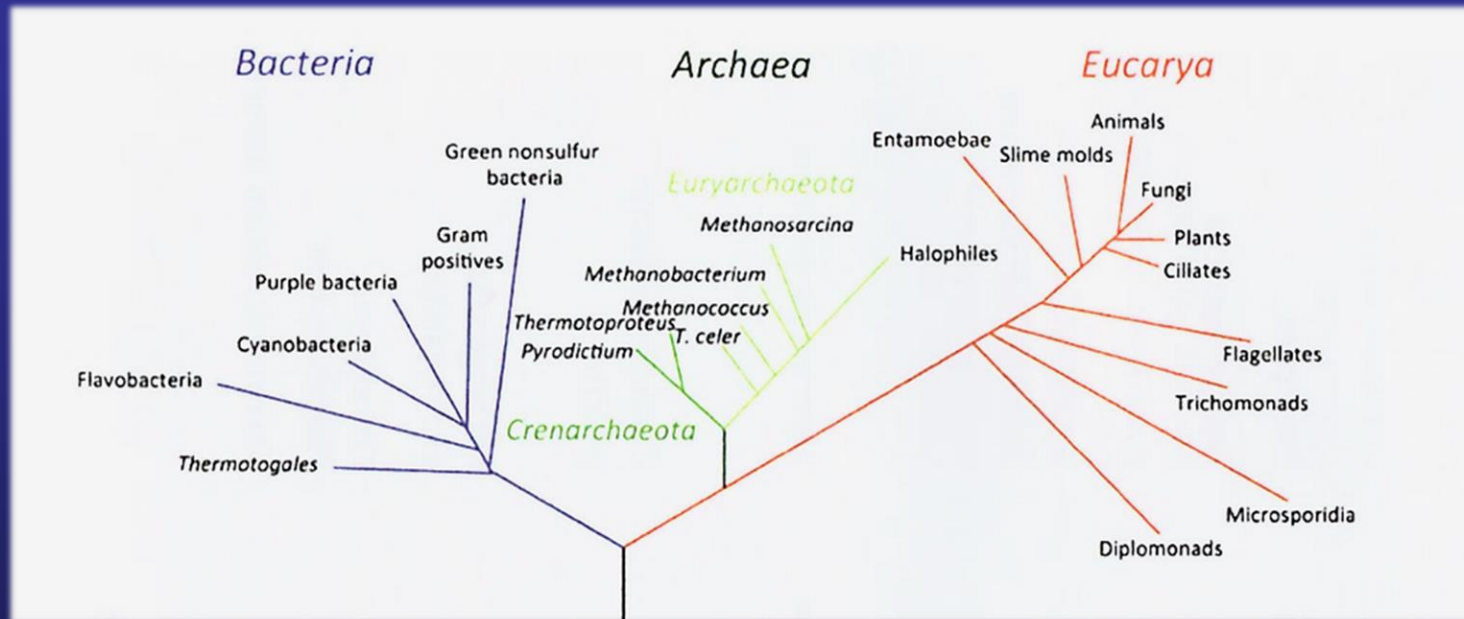 Bacteria
Archaea
Eucarya
Green nonsulfur
bacteria
Gram
positives
Purple bacteria
Cyanobacteria
Flavobacteria
Thermotogales
Euryarchaeota
Methanosarcina
Methanobacterium
Halophiles
Methanococcus
Thermotoproteus
T. celer
Pyrodictium
Crenarchaeota
Entamoebae
Slime molds
Animals
Fungi
Plants
Cillates
Flagellates
Trichomonads
Microsporidia
Diplomonads